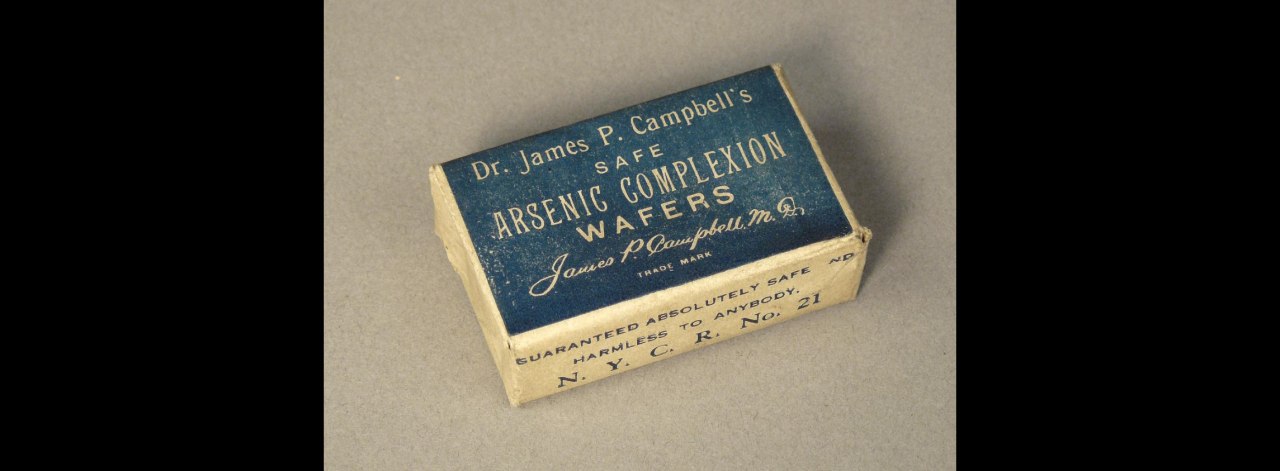 Dr. James P. Campbell's
SAFE
ARSENIC COMPLEXION
WAFERS
James P. Campbell, M. D.
TRADE MARK
GUARANTEED ABSOLUTELY SAFE ND
HARMLESS TO ANYBODY.
N. Y. C. R. No. 21